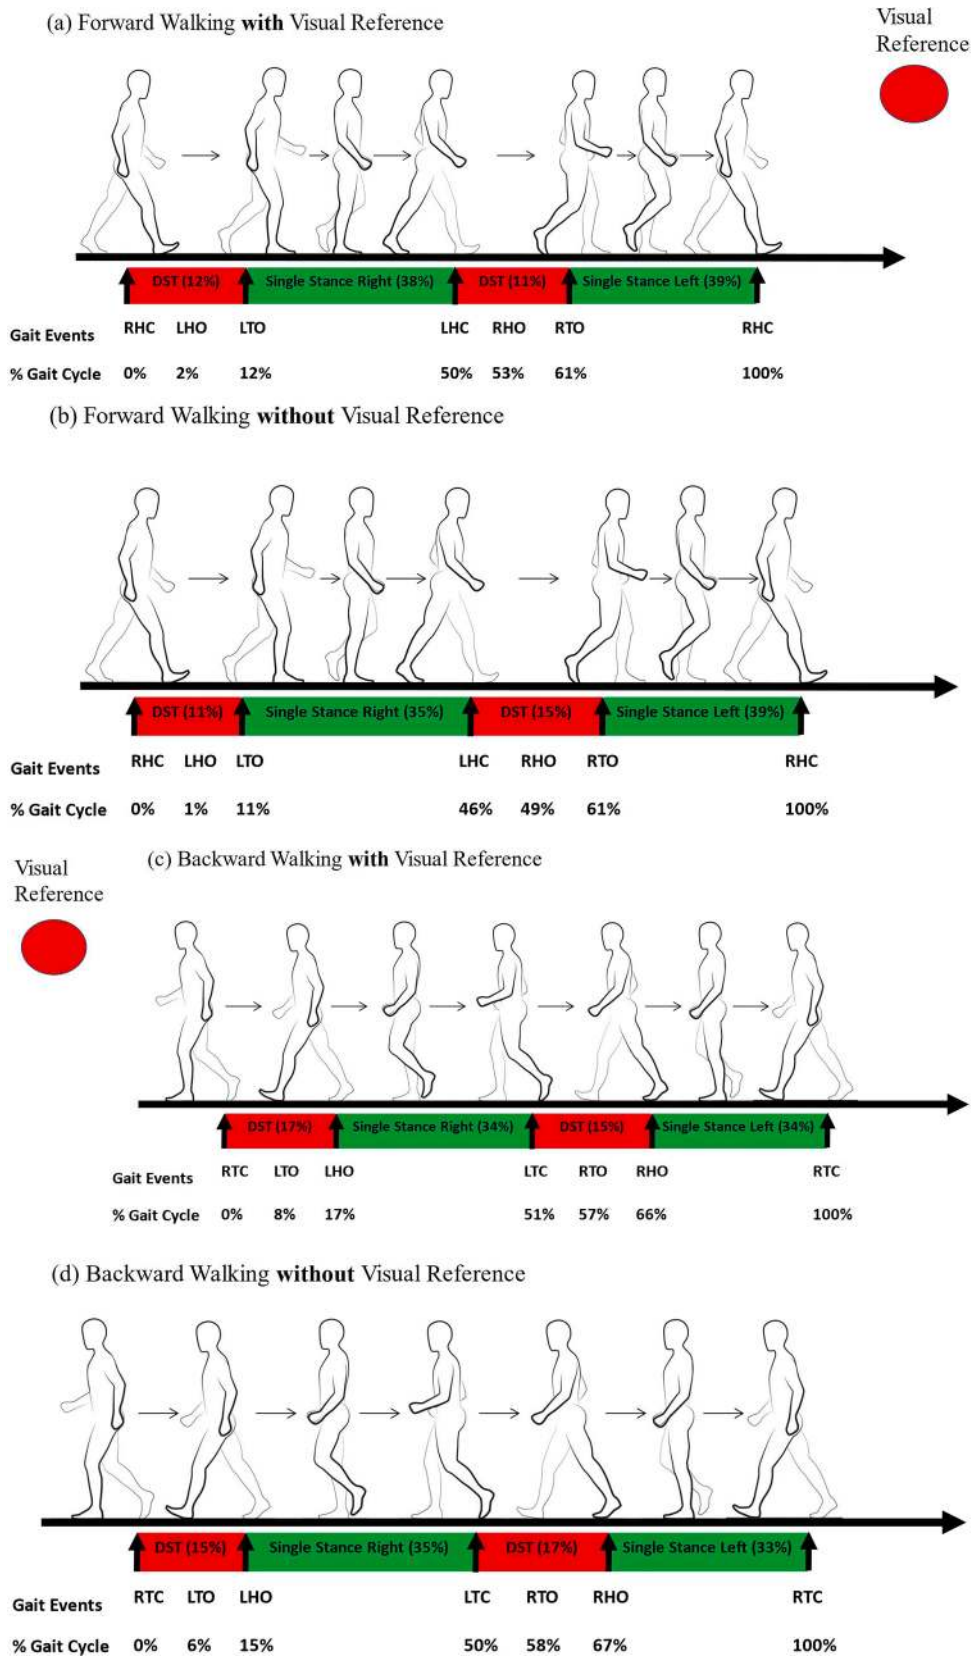 (a) Forward Walking with Visual Reference
Visual
Reference
DST (12%) Single Stance Right (38%) DST (11%) Single Stance Left (39%)
Gait Events RHC LHO LTO LHC RHO RTO RHC
% Gait Cycle 0% 2% 12% 50% 53% 61% 100%
(b) Forward Walking without Visual Reference
DST (11%) Single Stance Right (35%) DST (15%) Single Stance Left (39%)
Gait Events RHC LHO LTO LHC RHO RTO RHC
% Gait Cycle 0% 1% 11% 46% 49% 61% 100%
(c) Backward Walking with Visual Reference
Visual
Reference
DST (17%) Single Stance Right (34%) DST (15%) Single Stance Left (34%)
Gait Events RTC LTO LHO LTC RTO RHO RTC
% Gait Cycle 0% 8% 17% 51% 57% 66% 100%
(d) Backward Walking without Visual Reference
DST (15%) Single Stance Right (35%) DST (17%) Single Stance Left (33%)
Gait Events RTC LTO LHO LTC RTO RHO RTC
% Gait Cycle 0% 6% 15% 50% 58% 67% 100%